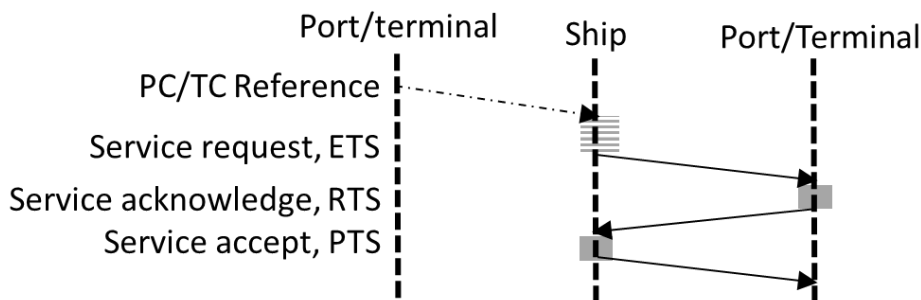 Port/terminal
Ship
Port/Terminal
PC/TC Reference
Service request, ETS
Service acknowledge, RTS
Service accept, PTS